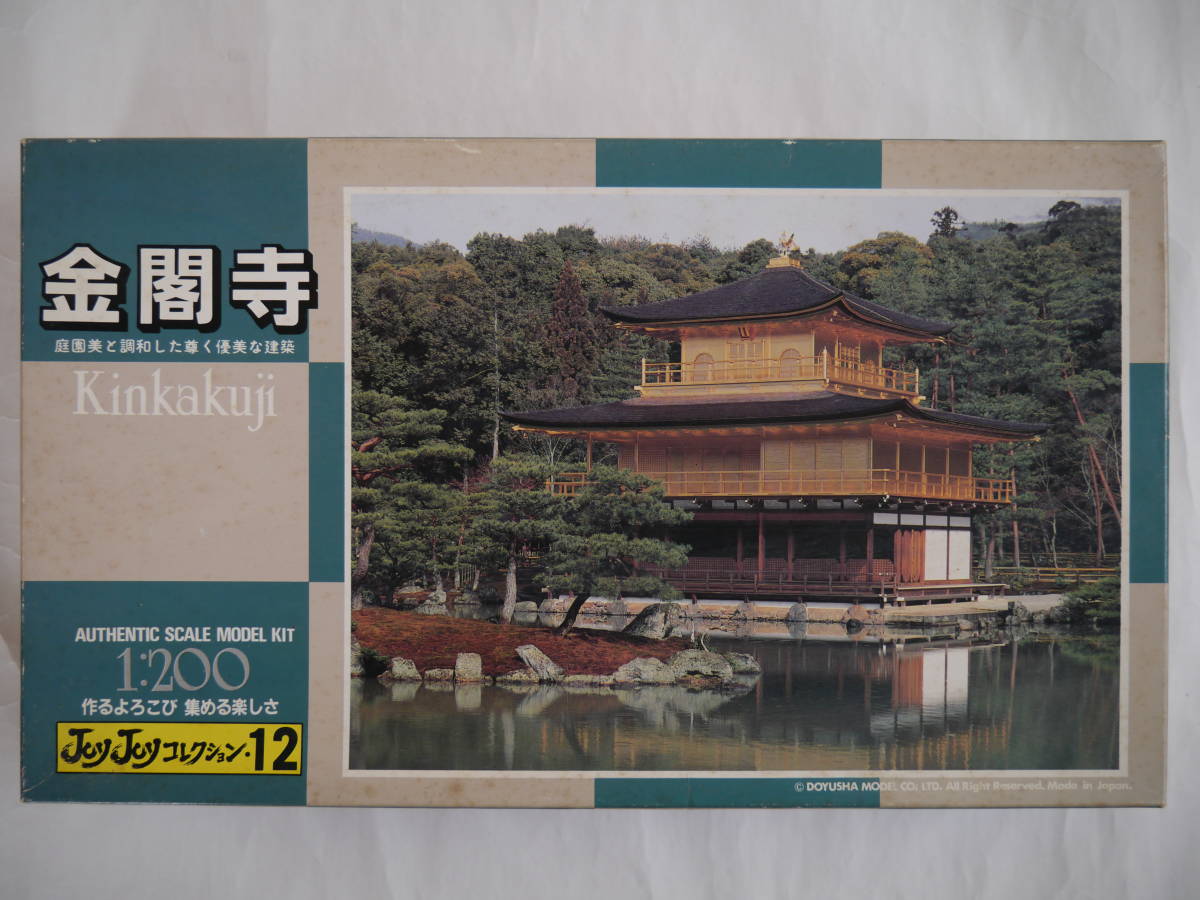 金閣寺
庭園美と調和した尊く優美な建築
Kinkakuji
AUTHENTIC SCALE MODEL KIT
1:200
作るよろこび 集める楽しさ
Joy Joyコレクション・12
© DOYUSHA MODEL CO; LTD. All Right Reserved. Made in Japan.